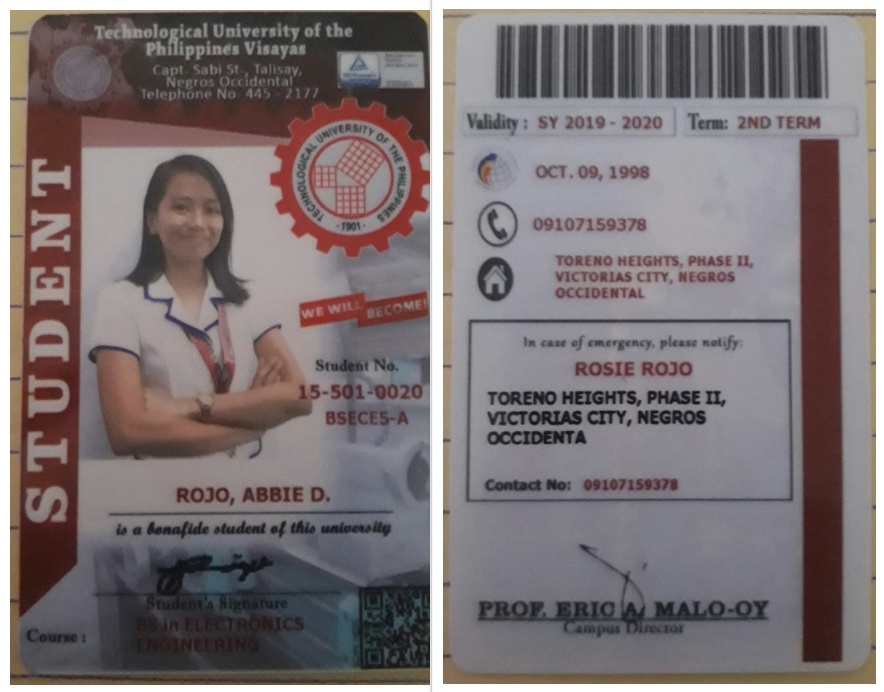 Technological University of the
Philippines Visayas
Capt. Sabi St., Talisay,
Negros Occidental
Telephone No. 445 - 2177
STUDENT
TECHNOLOGICAL UNIVERSITY OF THE PHILIPPINES
-1901-
WE WILL BECOME!
Student No.
15-501-0020
BSECE5-A
ROJO, ABBIE D.
is a bonafide student of this university
Student's Signature
Course :
BS in ELECTRONICS
ENGINEERING
Validity : SY 2019 - 2020
Term: 2ND TERM
OCT. 09, 1998
09107159378
TORENO HEIGHTS, PHASE II,
VICTORIAS CITY, NEGROS
OCCIDENTAL
In case of emergency, please notify:
ROSIE ROJO
TORENO HEIGHTS, PHASE II,
VICTORIAS CITY, NEGROS
OCCIDENTA
Contact No: 09107159378
PROF. ERIC A. MALO-OY
Campus Director